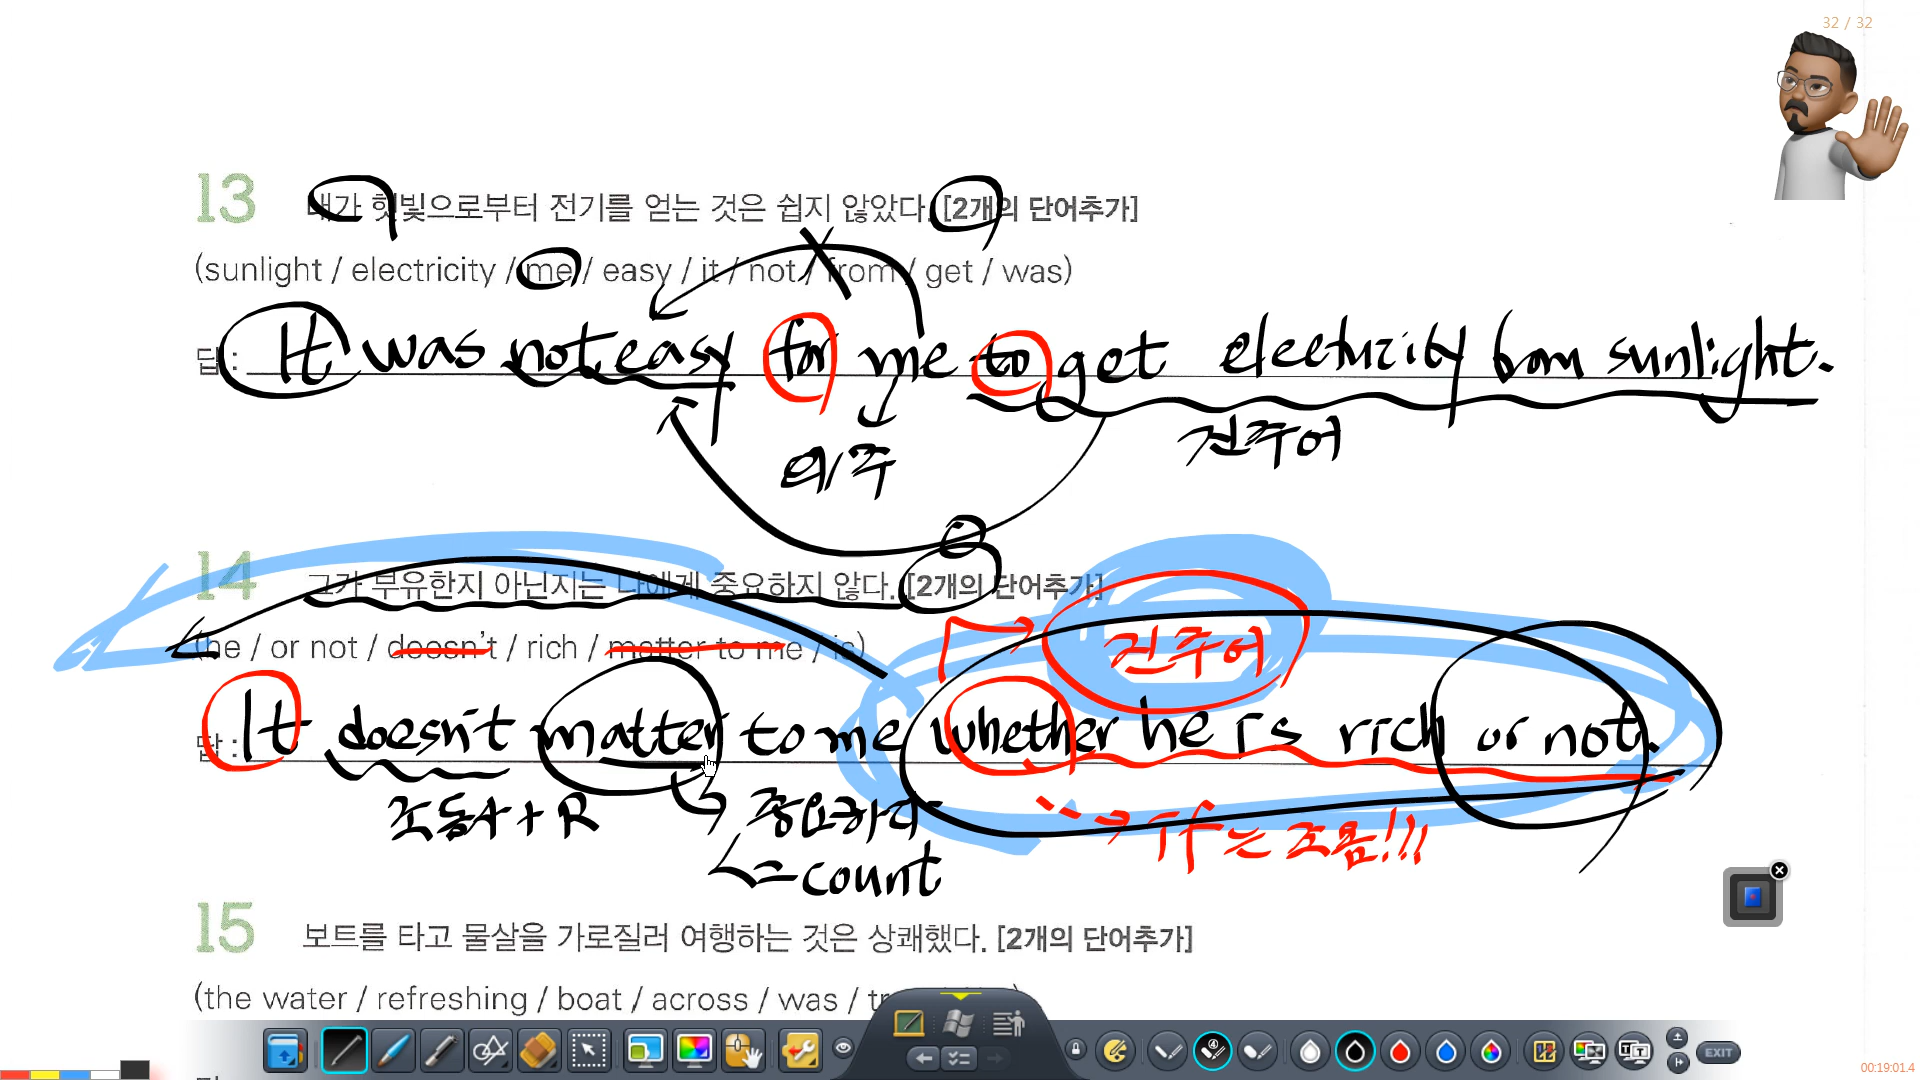 32 / 32
13 내가 햇빛으로부터 전기를 얻는 것은 쉽지 않았다. [2개의 단어추가]
(sunlight / electricity / me / easy / it / not / from / get / was)
답 : It was not easy for me to get electricity from sunlight.
의/주 진주어
14 그가 부유한지 아닌지는 나에게 중요하지 않다. [2개의 단어추가]
(he / or not / doesn't / rich / matter to me / is)
진주어
답 : It doesn't matter to me whether he is rich or not.
조동사 + R 중요하다 If는 조옴!!!
= count
15 보트를 타고 물살을 가로질러 여행하는 것은 상쾌했다. [2개의 단어추가]
(the water / refreshing / boat / across / was /
EXIT
00:19:01.4